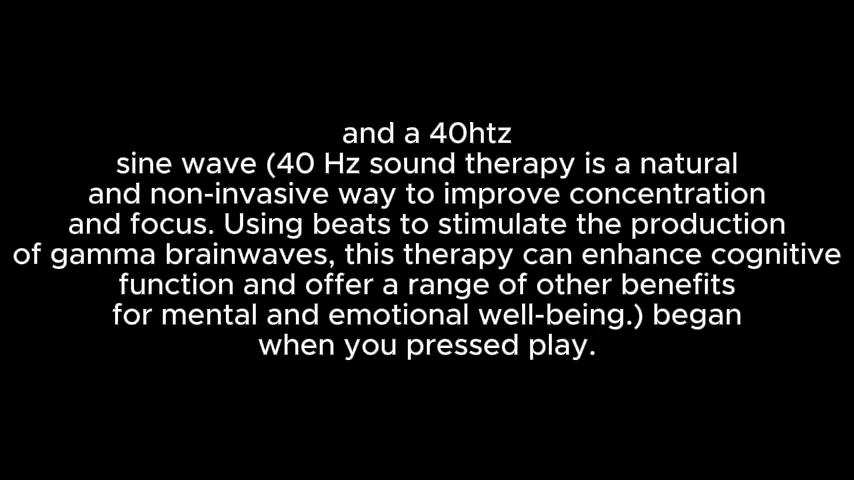 and a 40htz
sine wave (40 Hz sound therapy is a natural
and non-invasive way to improve concentration
and focus. Using beats to stimulate the production
of gamma brainwaves, this therapy can enhance cognitive
function and offer a range of other benefits
for mental and emotional well-being.) began
when you pressed play.